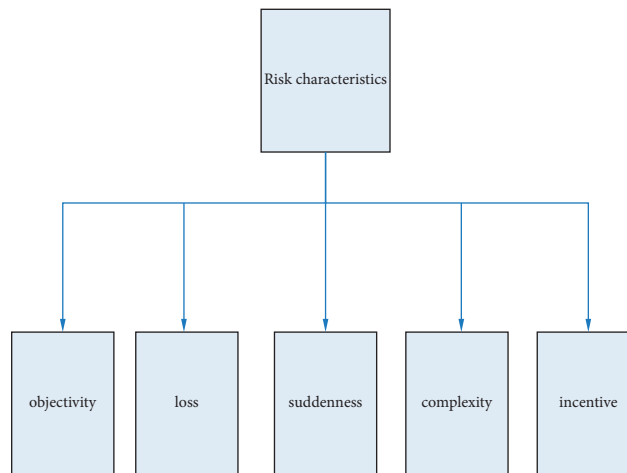 Risk characteristics
objectivity
loss
suddenness
complexity
incentive